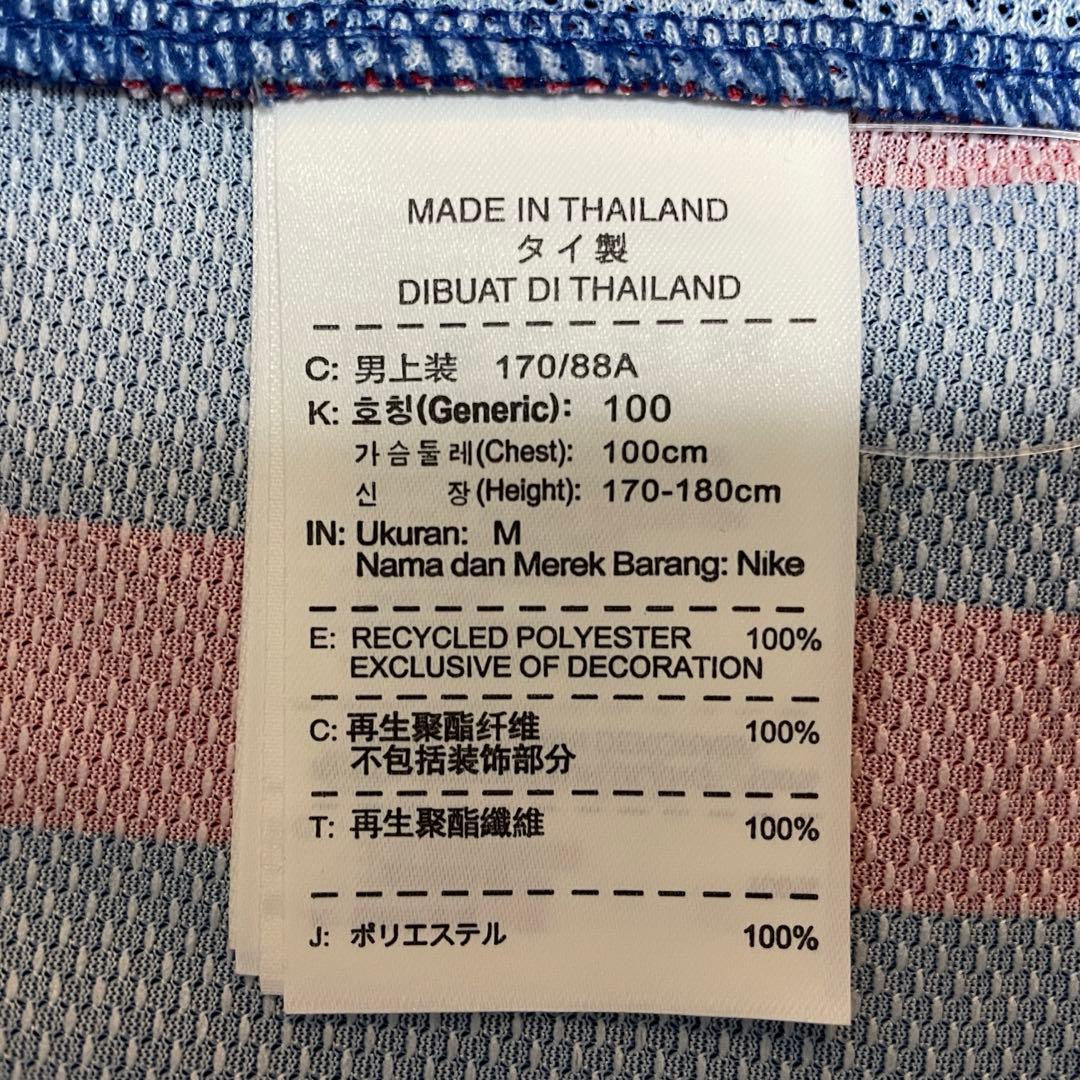 MADE IN THAILAND
タイ製
DIBUAT DI THAILAND
C: 男上装 170/88A
K: 호칭(Generic): 100
가슴둘레(Chest): 100cm
신 장(Height): 170-180cm
IN: Ukuran: M
Nama dan Merek Barang: Nike
E: RECYCLED POLYESTER 100%
EXCLUSIVE OF DECORATION
C: 再生聚酯纤维 100%
不包括装饰部分
T: 再生聚酯纖維 100%
J: ポリエステル 100%